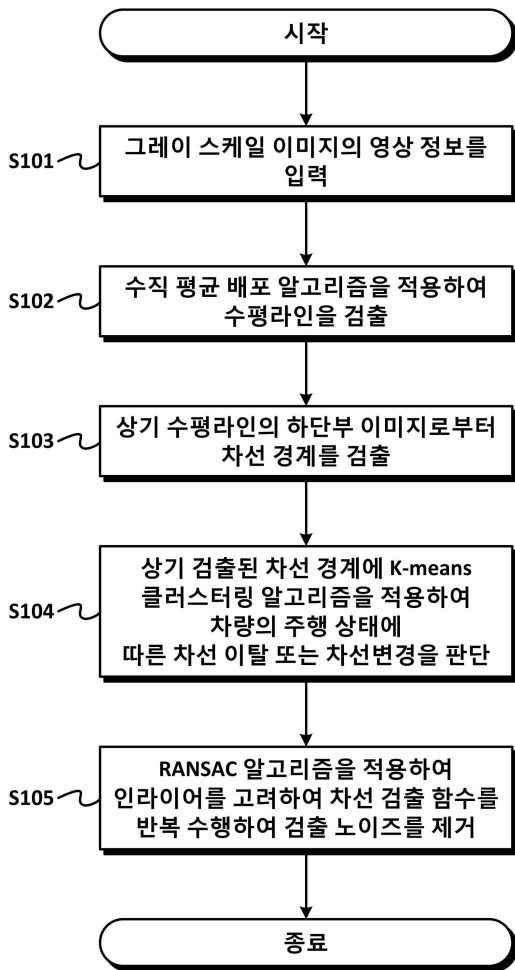 시작
S101
그레이 스케일 이미지의 영상 정보를
입력
S102
수직 평균 배포 알고리즘을 적용하여
수평라인을 검출
S103
상기 수평라인의 하단부 이미지로부터
차선 경계를 검출
S104
상기 검출된 차선 경계에 K-means
클러스터링 알고리즘을 적용하여
차량의 주행 상태에
따른 차선 이탈 또는 차선변경을 판단
S105
RANSAC 알고리즘을 적용하여
인라이어를 고려하여 차선 검출 함수를
반복 수행하여 검출 노이즈를 제거
종료